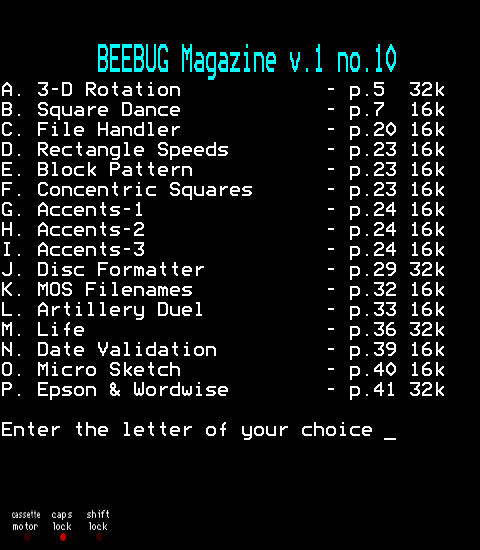 BEEBUG Magazine v.1 no.10
A. 3-D Rotation - p.5 32k
B. Square Dance - p.7 16k
C. File Handler - p.20 16k
D. Rectangle Speeds - p.23 16k
E. Block Pattern - p.23 16k
F. Concentric Squares - p.23 16k
G. Accents-1 - p.24 16k
H. Accents-2 - p.24 16k
I. Accents-3 - p.24 16k
J. Disc Formatter - p.29 32k
K. MOS Filenames - p.32 16k
L. Artillery Duel - p.33 16k
M. Life - p.36 32k
N. Date Validation - p.39 16k
O. Micro Sketch - p.40 16k
P. Epson & Wordwise - p.41 32k
Enter the letter of your choice _
cassette motor caps lock shift lock